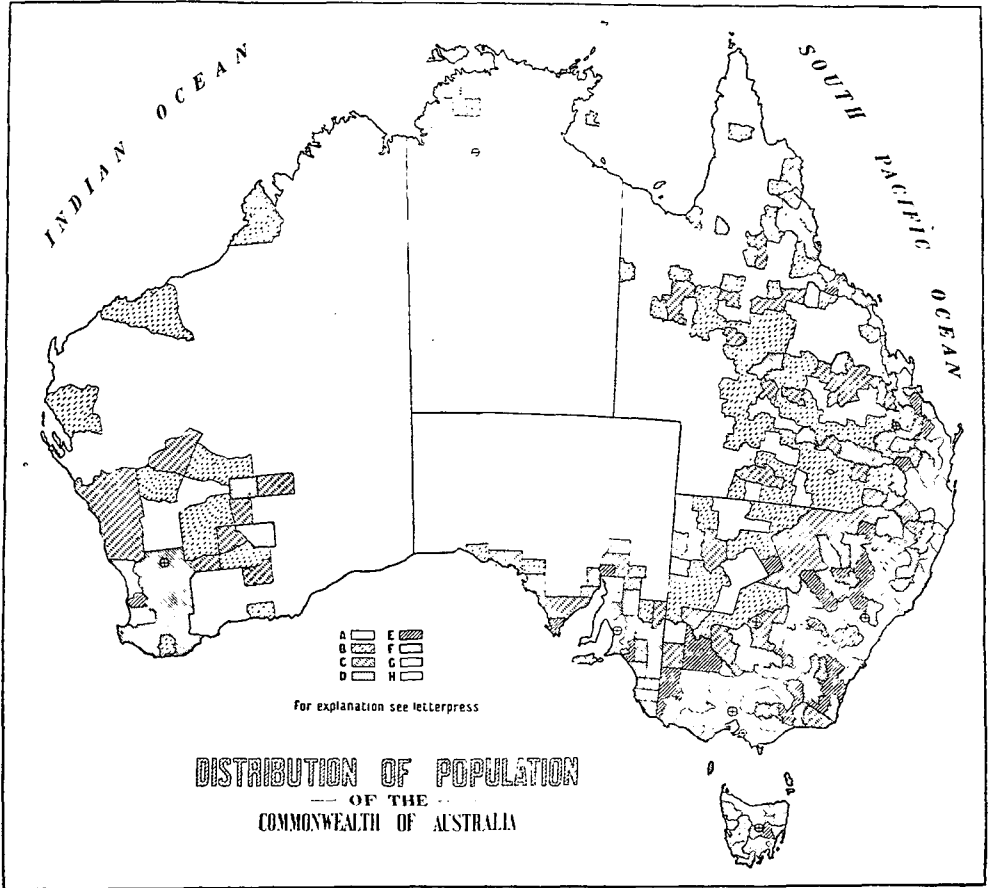 INDIAN OCEAN
SOUTH PACIFIC OCEAN
A E
B F
C G
D H
For explanation see letterpress
DISTRIBUTION OF POPULATION
— OF THE —
COMMONWEALTH OF AUSTRALIA